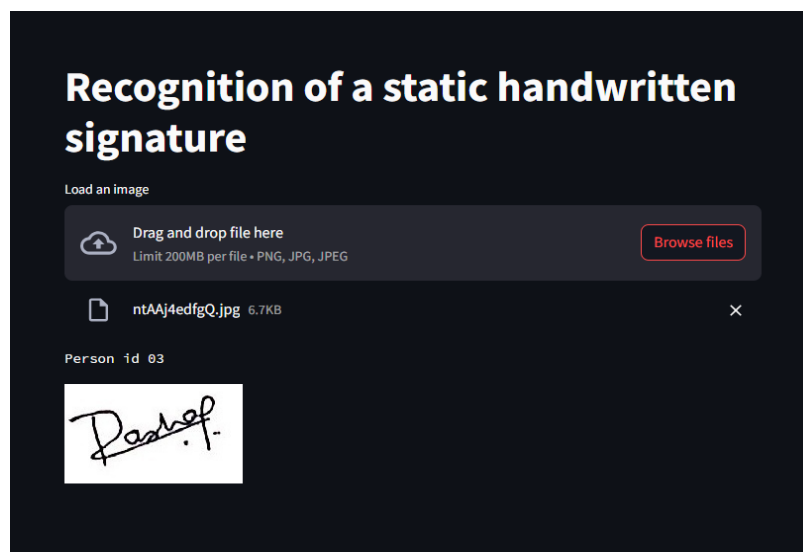 Recognition of a static handwritten
signature
Load an image
Drag and drop file here
Limit 200MB per file • PNG, JPG, JPEG
Browse files
ntAAj4edfgQ.jpg 6.7KB
Person id 03